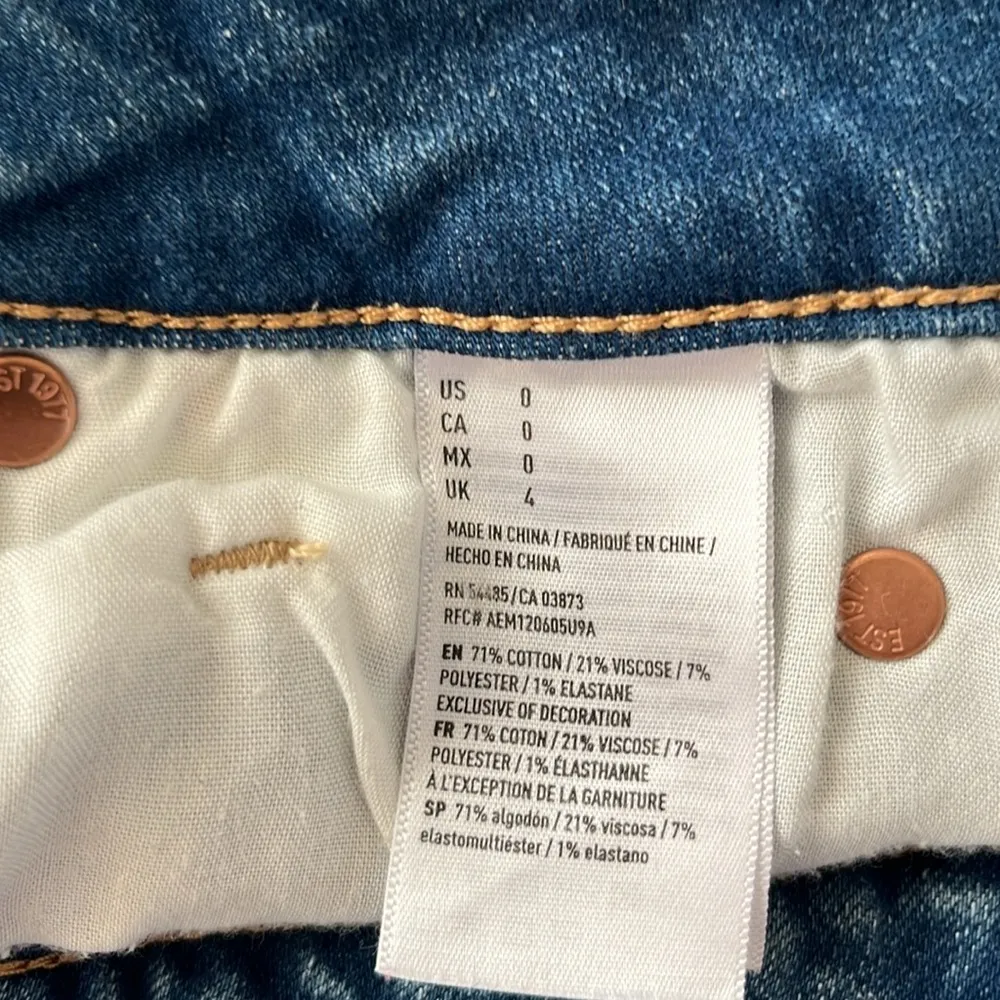 EST 1977
US 0
CA 0
MX 0
UK 4
MADE IN CHINA / FABRIQUÉ EN CHINE /
HECHO EN CHINA
RN 54485/CA 03873
RFC# AEM120605U9A
EN 71% COTTON / 21% VISCOSE / 7%
POLYESTER / 1% ELASTANE
EXCLUSIVE OF DECORATION
FR 71% COTON / 21% VISCOSE / 7%
POLYESTER / 1% ÉLASTHANNE
À L'EXCEPTION DE LA GARNITURE
SP 71% algodón / 21% viscosa / 7%
elastomultiéster / 1% elastano
EST 1977